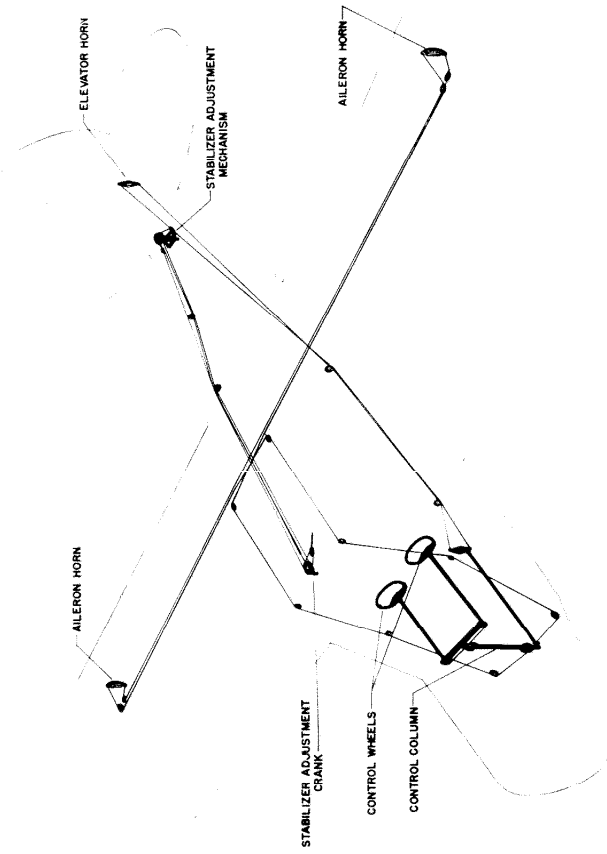 ELEVATOR HORN
STABILIZER ADJUSTMENT
MECHANISM
AILERON HORN
AILERON HORN
STABILIZER ADJUSTMENT
CRANK
CONTROL WHEELS
CONTROL COLUMN